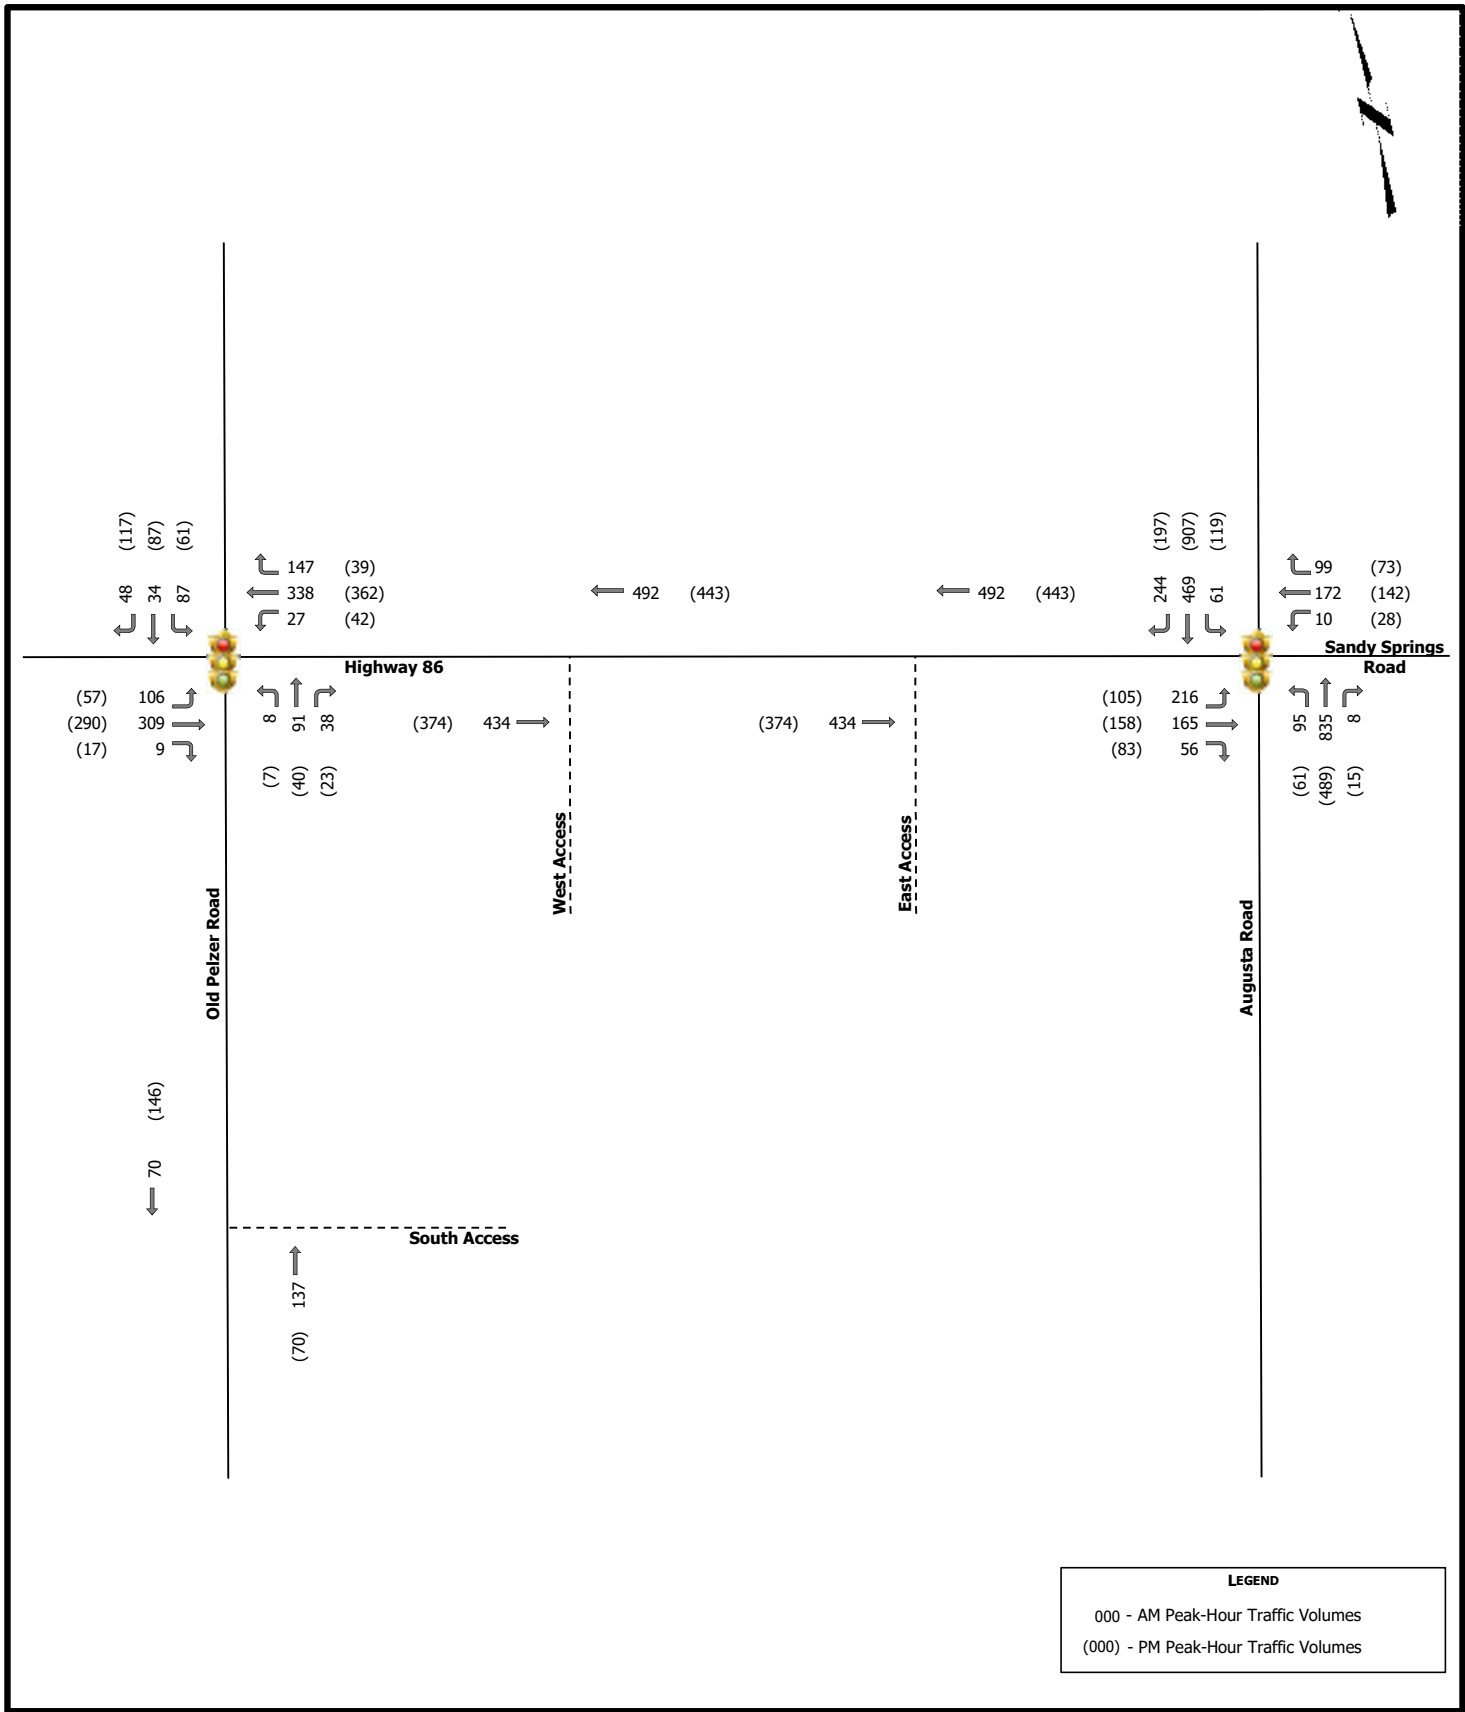 (117) (87) (61)
48 34 87
147 (39)
338 (362)
27 (42)
492 (443)
492 (443)
(197) (907) (119)
244 469 61
99 (73)
172 (142)
10 (28)
Sandy Springs
Road
Highway 86
(57) 106
(290) 309
(17) 9
8 91 38
(7) (40) (23)
(374) 434
(374) 434
(105) 216
(158) 165
(83) 56
95 835 8
(61) (489) (15)
West Access
East Access
Old Pelzer Road
Augusta Road
(146)
70
South Access
137
(70)
LEGEND
000 - AM Peak-Hour Traffic Volumes
(000) - PM Peak-Hour Traffic Volumes